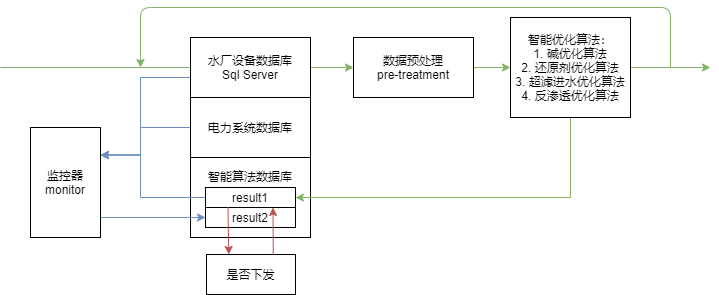 水厂设备数据库
Sql Server
数据预处理
pre-treatment
智能优化算法：
1. 碱优化算法
2. 还原剂优化算法
3. 超滤进水优化算法
4. 反渗透优化算法
电力系统数据库
监控器
monitor
智能算法数据库
result1
result2
是否下发